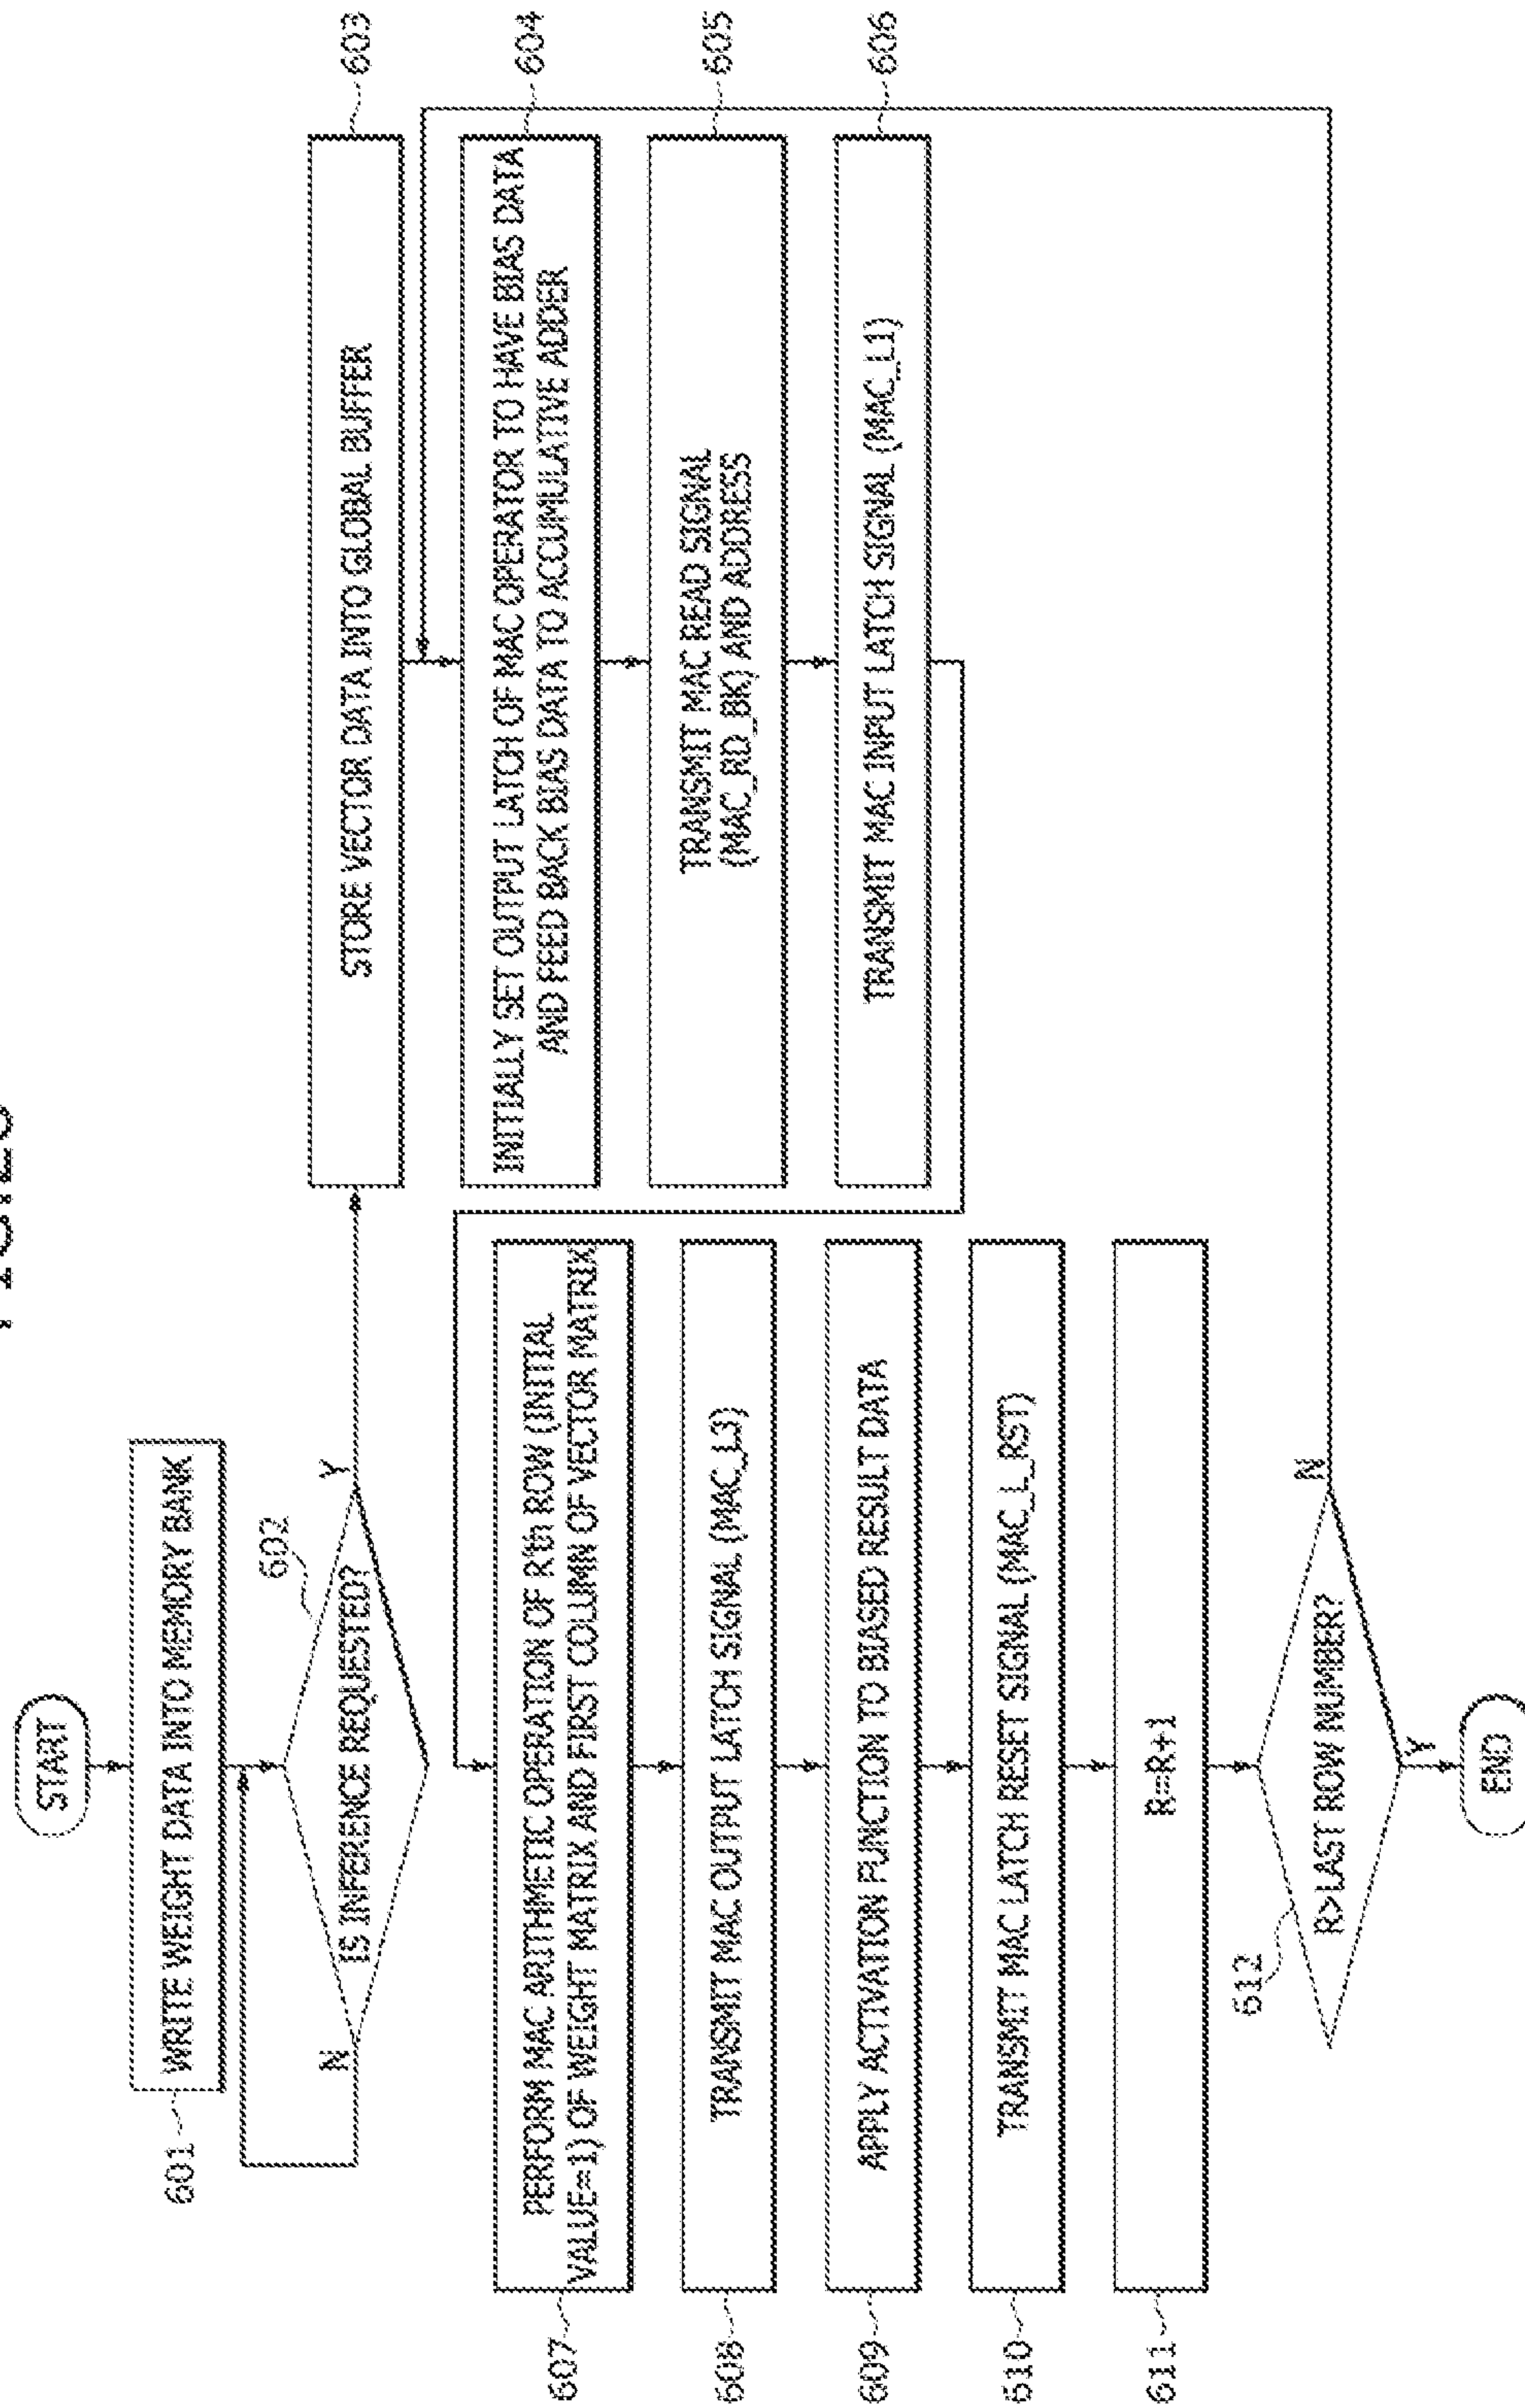 START
601
WRITE WEIGHT DATA INTO MEMORY BANK
602
IS INFERENCE REQUESTED?
N
Y
603
STORE VECTOR DATA INTO GLOBAL BUFFER
604
INITIALLY SET OUTPUT LATCH OF MAC OPERATOR TO HAVE BIAS DATA
AND FEED BACK BIAS DATA TO ACCUMULATIVE ADDER
605
TRANSMIT MAC READ SIGNAL
(MAC_RD_BK) AND ADDRESS
606
TRANSMIT MAC INPUT LATCH SIGNAL (MAC_L1)
607
PERFORM MAC ARITHMETIC OPERATION OF R'th ROW (INITIAL
VALUE=1) OF WEIGHT MATRIX AND FIRST COLUMN OF VECTOR MATRIX
608
TRANSMIT MAC OUTPUT LATCH SIGNAL (MAC_L3)
609
APPLY ACTIVATION FUNCTION TO BIASED RESULT DATA
610
TRANSMIT MAC LATCH RESET SIGNAL (MAC_L_RST)
611
R=R+1
612
R>LAST ROW NUMBER?
N
Y
END